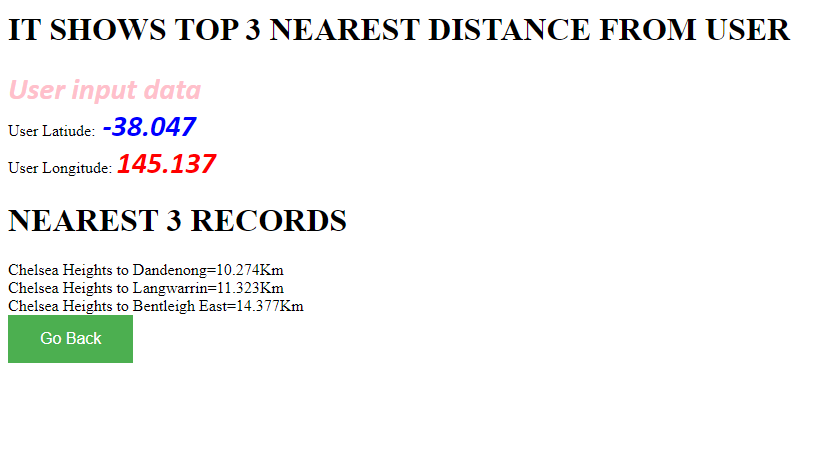 IT SHOWS TOP 3 NEAREST DISTANCE FROM USER
User input data
User Latiude: -38.047
User Longitude: 145.137
NEAREST 3 RECORDS
Chelsea Heights to Dandenong=10.274Km
Chelsea Heights to Langwarrin=11.323Km
Chelsea Heights to Bentleigh East=14.377Km
Go Back